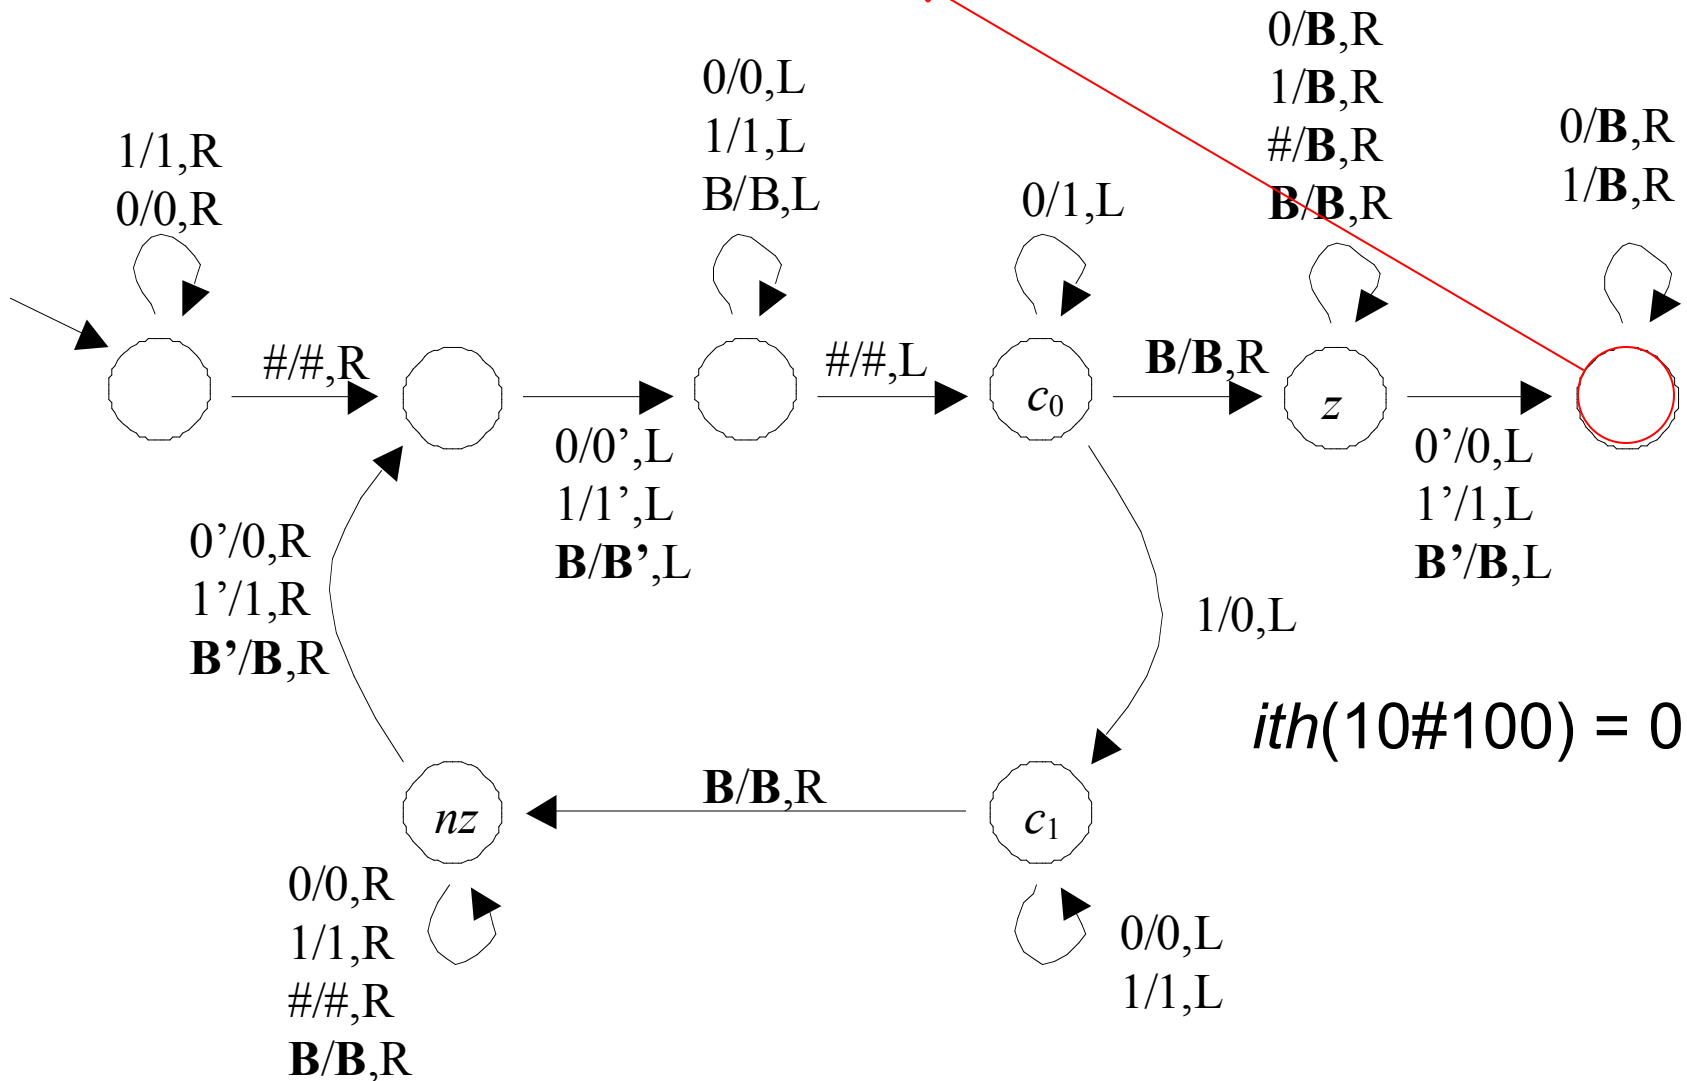 1/1,R
0/0,R
#/#,R
0/0,L
1/1,L
B/B,L
0/0’,L
1/1’,L
B/B’,L
#/#,L
0/1,L
c0
B/B,R
0/B,R
1/B,R
#/B,R
B/B,R
z
0’/0,L
1’/1,L
B’/B,L
0/B,R
1/B,R
1/0,L
ith(10#100) = 0
c1
0/0,L
1/1,L
B/B,R
nz
0/0,R
1/1,R
#/#,R
B/B,R
0’/0,R
1’/1,R
B’/B,R